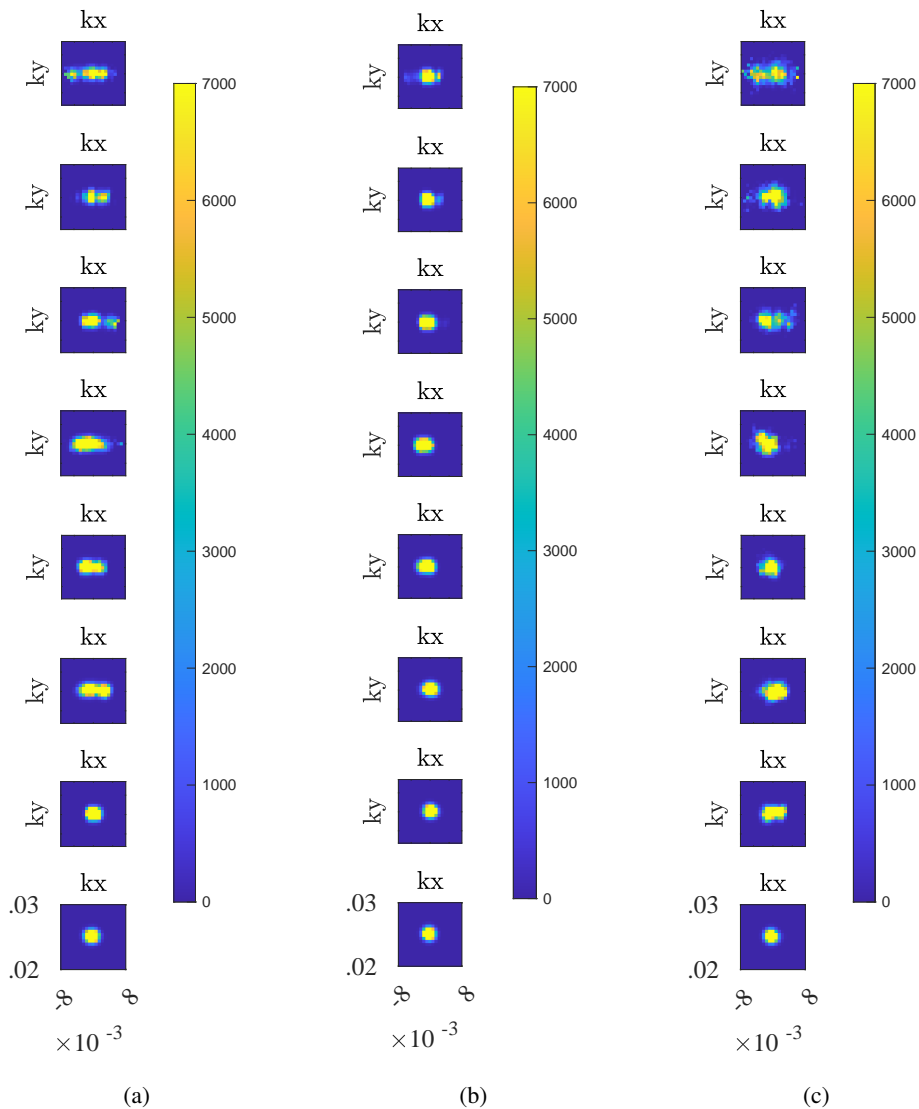 kx kx kx
ky ky ky
7000 7000 7000
kx kx kx
ky ky ky
6000 6000 6000
kx kx kx
ky ky ky
5000 5000 5000
kx kx kx
ky ky ky
4000 4000 4000
kx kx kx
ky ky ky
3000 3000 3000
kx kx kx
ky ky ky
2000 2000 2000
kx kx kx
ky ky ky
1000 1000 1000
kx kx kx
0 0 0
.03 .03 .03
.02 .02 .02
-8 8 -8 8 -8 8
×10 -3 ×10 -3 ×10 -3
(a) (b) (c)